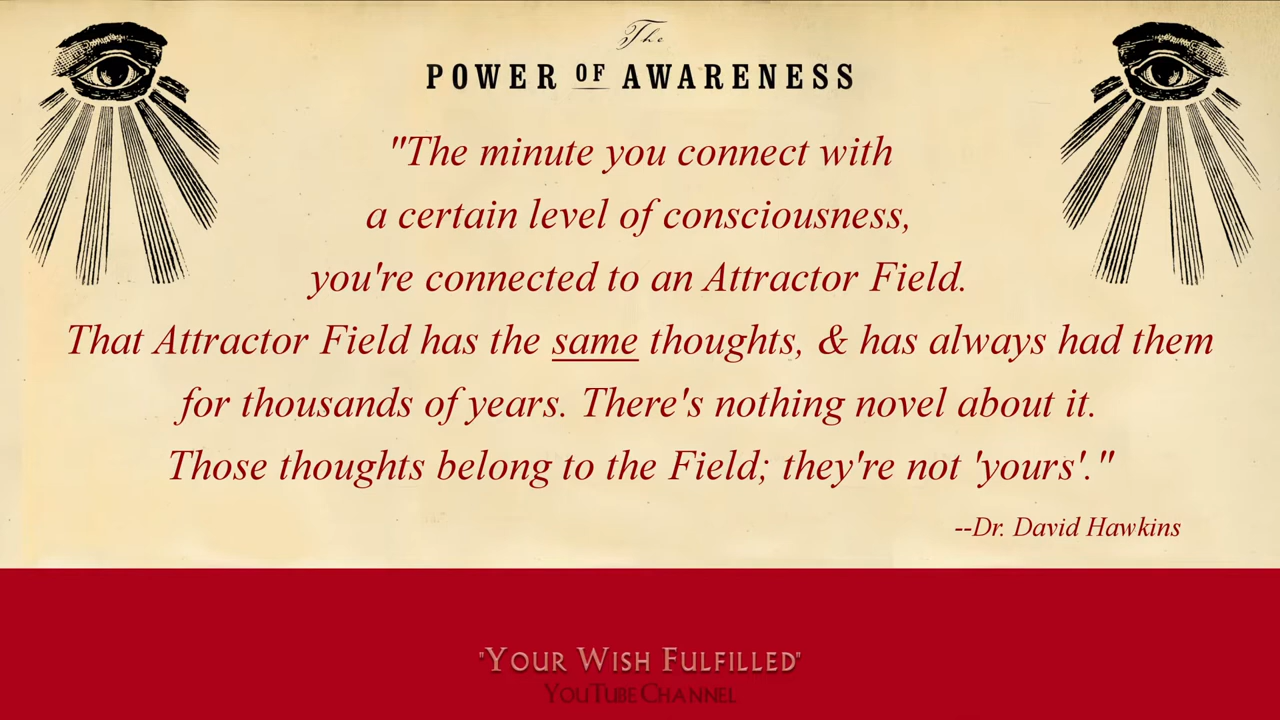 The
POWER OF AWARENESS
"The minute you connect with
a certain level of consciousness,
you're connected to an Attractor Field.
That Attractor Field has the same thoughts, & has always had them
for thousands of years. There's nothing novel about it.
Those thoughts belong to the Field; they're not 'yours'."
--Dr. David Hawkins
"Your Wish Fulfilled"
YouTube Channel